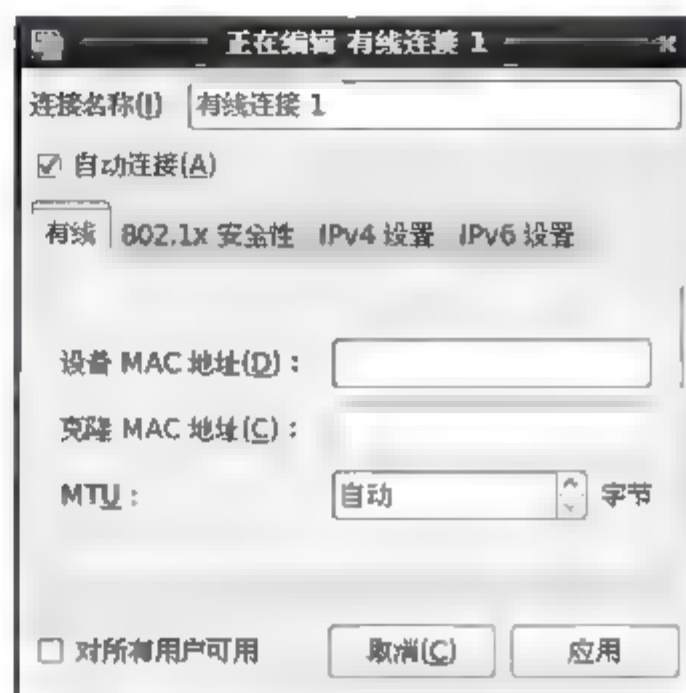 正在编辑 有线连接 1
连接名称(I) 有线连接 1
自动连接(A)
有线 802.1x 安全性 IPv4 设置 IPv6 设置
设备 MAC 地址(D)：
克隆 MAC 地址(C)：
MTU： 自动 字节
对所有用户可用 取消(C) 应用